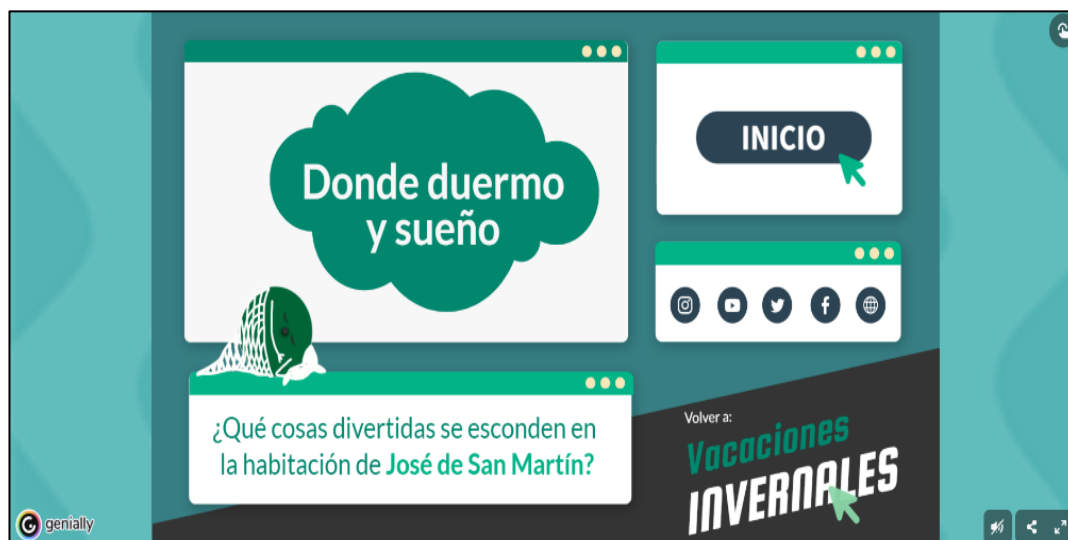 Donde duermo
y sueño
INICIO
¿Qué cosas divertidas se esconden en
la habitación de José de San Martín?
Volver a:
Vacaciones
INVERNALES
genially